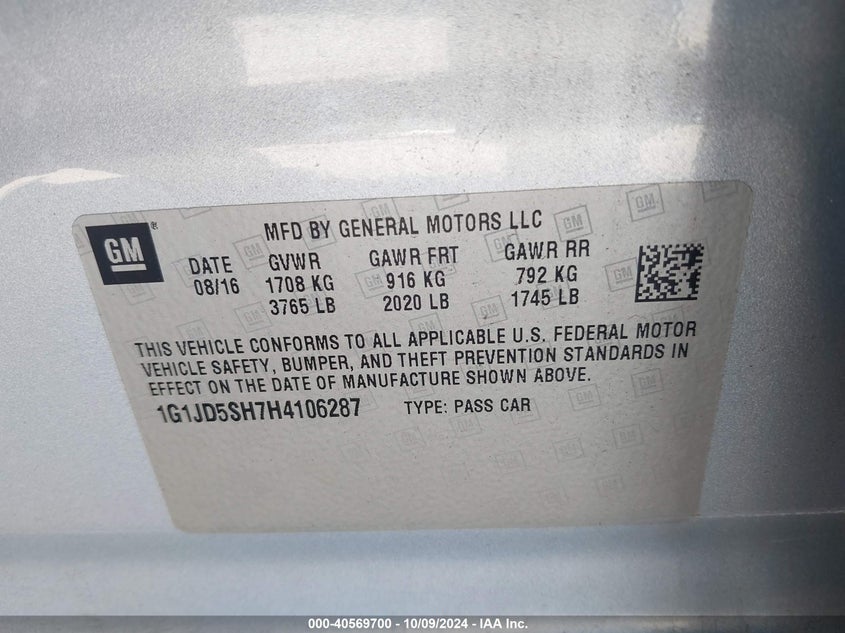 GM®
MFD BY GENERAL MOTORS LLC
DATE GVWR GAWR FRT GAWR RR
08/16 1708 KG 916 KG 792 KG
3765 LB 2020 LB 1745 LB
THIS VEHICLE CONFORMS TO ALL APPLICABLE U.S. FEDERAL MOTOR
VEHICLE SAFETY, BUMPER, AND THEFT PREVENTION STANDARDS IN
EFFECT ON THE DATE OF MANUFACTURE SHOWN ABOVE.
1G1JD5SH7H4106287 TYPE: PASS CAR
000-40569700 - 10/09/2024 - IAA Inc.